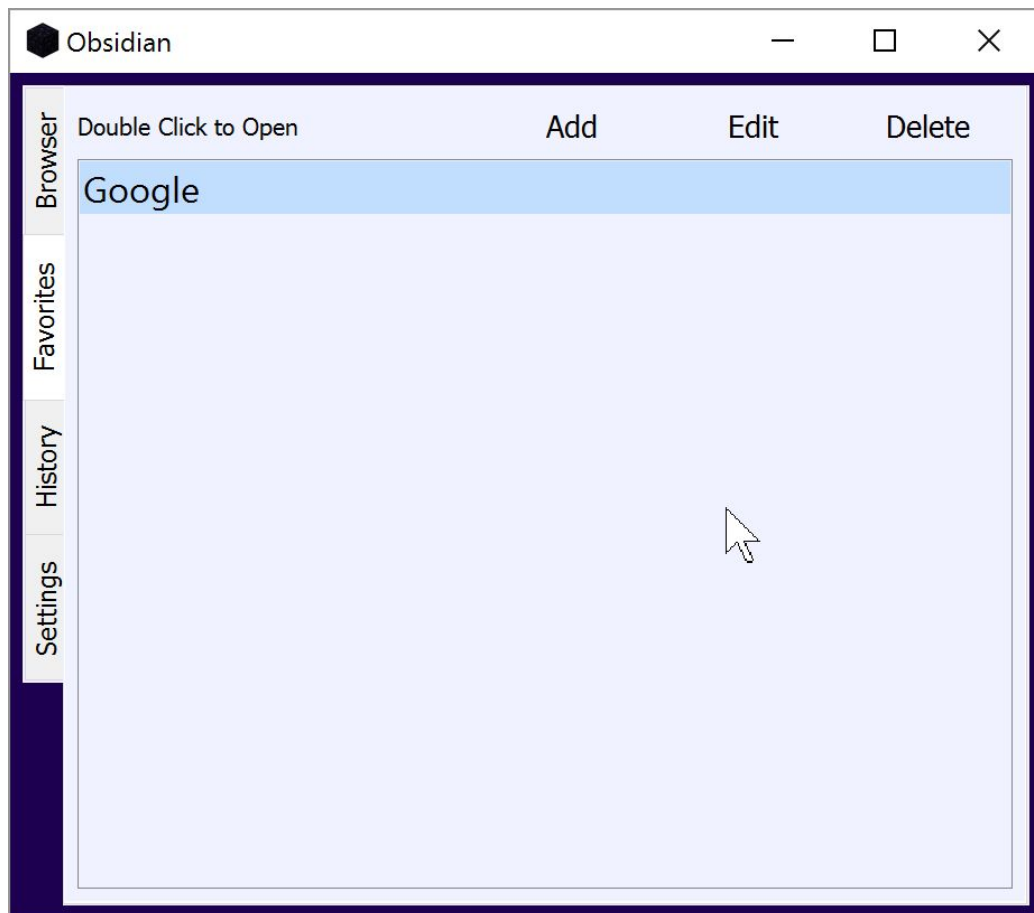 Obsidian
Browser
Favorites
History
Settings
Double Click to Open Add Edit Delete
Google